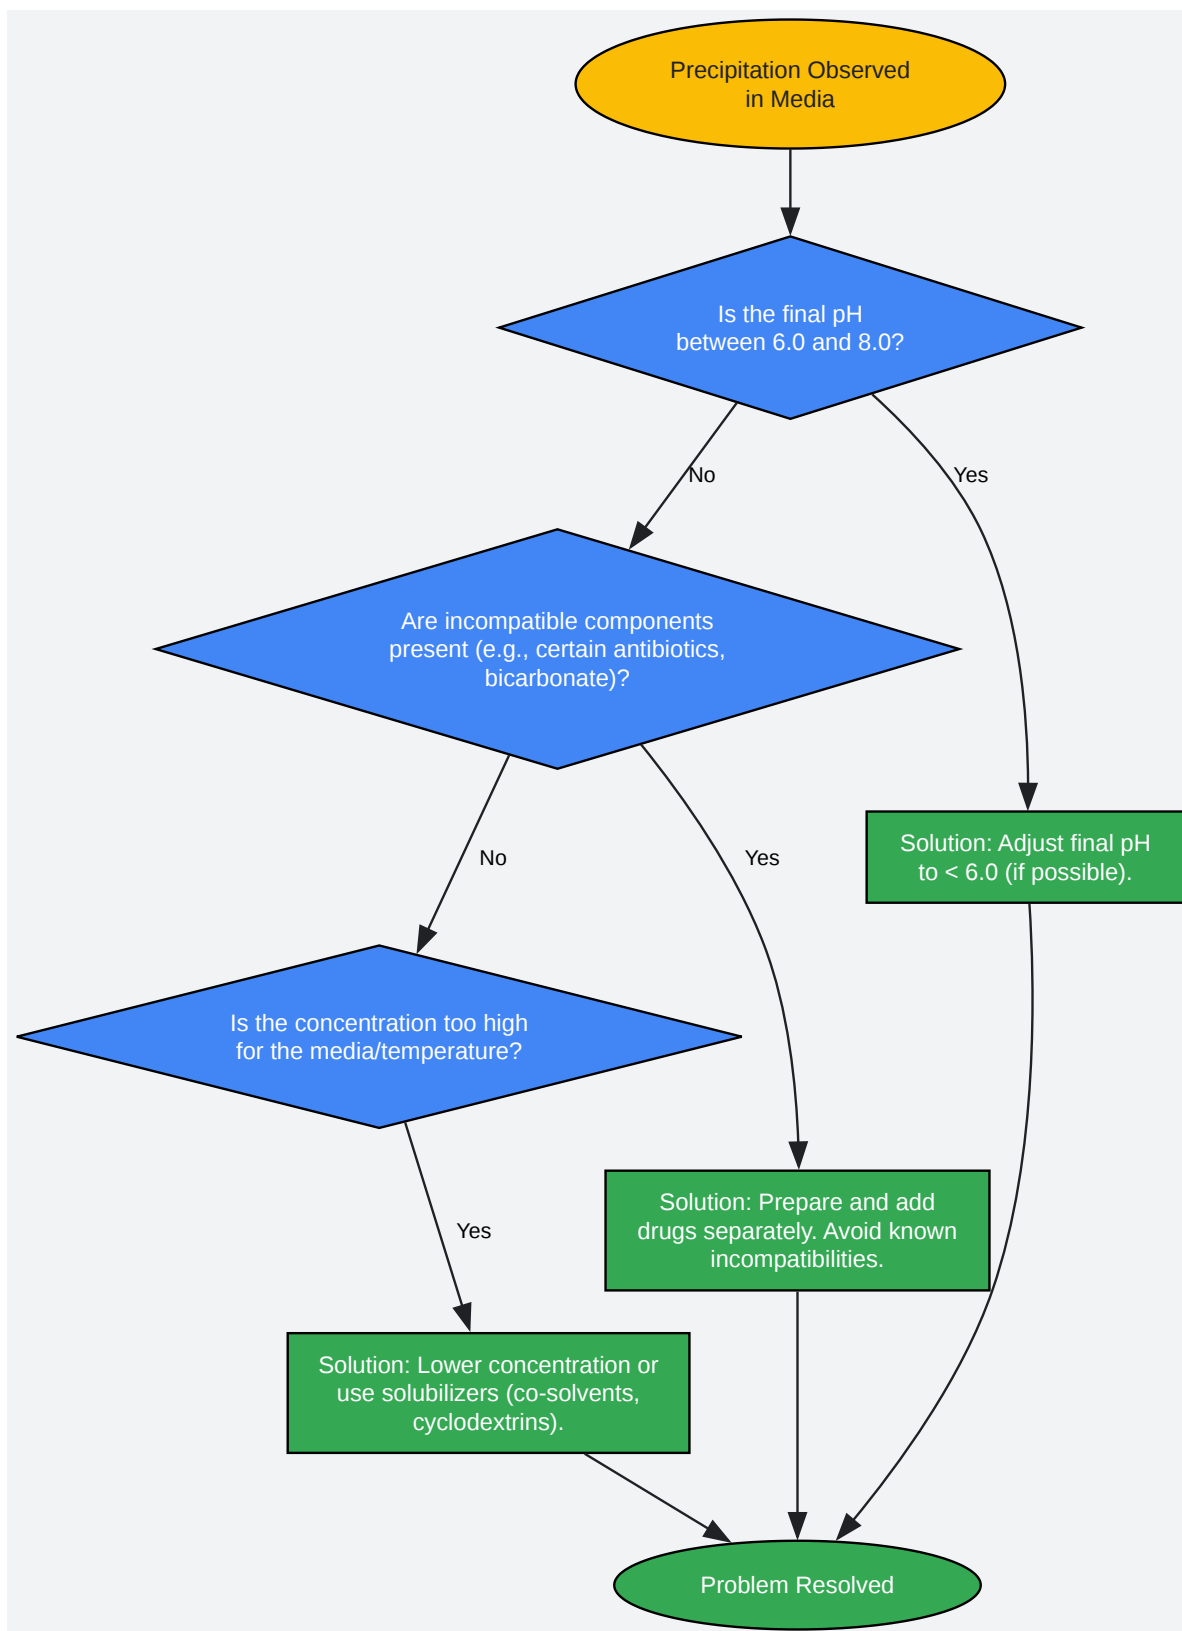 Precipitation Observed
in Media
Is the final pH
between 6.0 and 8.0?
No
Yes
Are incompatible components
present (e.g., certain antibiotics,
bicarbonate)?
Solution: Adjust final pH
to < 6.0 (if possible).
No
Yes
Is the concentration too high
for the media/temperature?
Yes
Solution: Prepare and add
drugs separately. Avoid known
incompatibilities.
Solution: Lower concentration or
use solubilizers (co-solvents,
cyclodextrins).
Problem Resolved